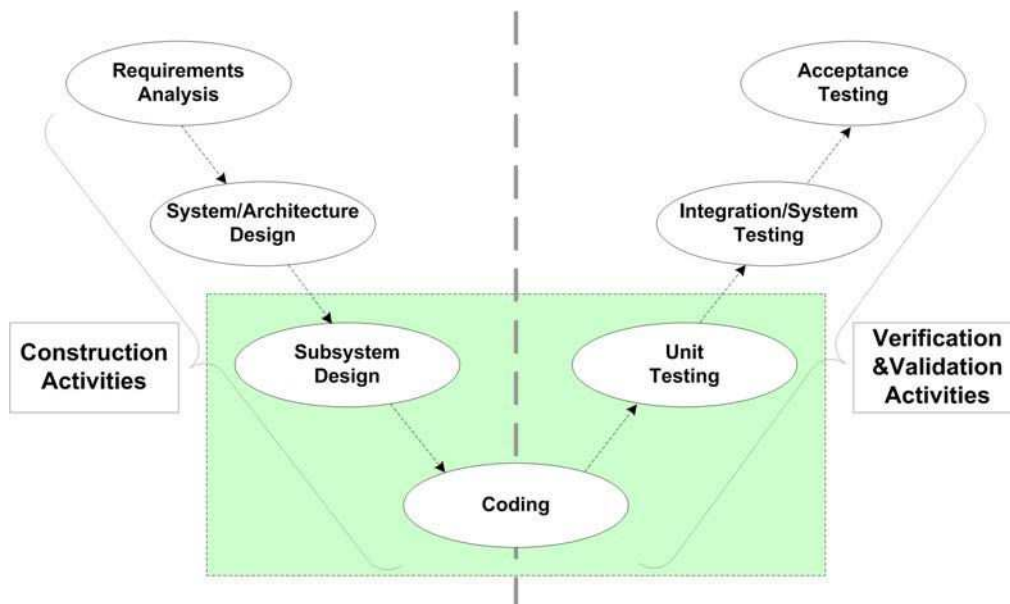 Requirements
Analysis
Acceptance
Testing
System/Architecture
Design
Integration/System
Testing
Construction
Activities
Subsystem
Design
Unit
Testing
Verification
&Validation
Activities
Coding